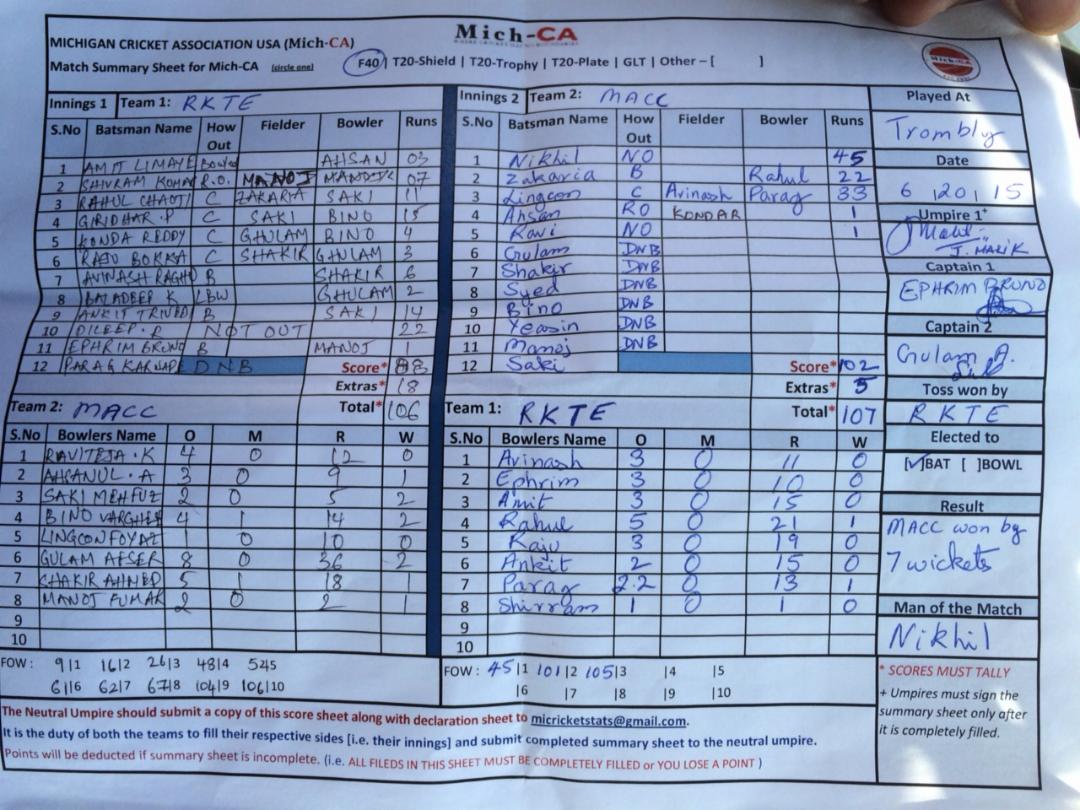 Mich-CA
MICHIGAN CRICKET ASSOCIATION USA (Mich-CA)
Match Summary Sheet for Mich-CA (circle one) F40 | T20-Shield | T20-Trophy | T20-Plate | GLT | Other – [ ]
Innings 1 Team 1: RKTE
S.No Batsman Name How Out Fielder Bowler Runs
1 AMIT LIMAYE Bowled AHSAN 03
2 SHIVRAM KOMA R.O. MANOJ 07
3 RAHUL C ZAKARIA SAKI 11
4 GIRIDHAR.P C SAKI BINO 15
5 KONDA REDDY C GHULAM BINO 4
6 RAJU BOKKA C SHAKIR GHULAM 3
7 AVINASH RAGH B SHAKIR 6
8 BALADEEP K LBW GHULAM 2
9 ANKIT TRIVEDI B SAKI 14
10 DILEEP.P NOT OUT 22
11 EPHRIM BRUNO B MANOJ 1
12 PARAG KARNAP DNB Score* 88
Extras* 18
Total* 106
Innings 2 Team 2: MACC
S.No Batsman Name How Out Fielder Bowler Runs
1 Nikhil NO 45
2 Zakaria B Rahul 22
3 Lingcon C Avinash Parag 33
4 Ahsan RO KONDAR 1
5 Ravi NO 1
6 Gulam DNB
7 Shakir DNB
8 Syed DNB
9 Bino DNB
10 Yeasin DNB
11 Manoj DNB
12 Saki Score* 102
Extras* 5
Total* 107
Team 2: MACC
S.No Bowlers Name O M R W
1 RAVITEJA.K 4 0 12 0
2 AHSANUL.A 3 0 9 1
3 SAKI MEHFUZ 2 0 5 2
4 BINO VARGHES 4 1 14 2
5 LINGCON FOYAZ 1 0 10 0
6 GULAM AFSER 8 0 36 2
7 SHAKIR AHMED 5 1 18 1
8 MANOJ FUMAR 2 0 2 1
9
10
FOW: 9|1 16|2 26|3 48|4 54|5
61|6 62|7 67|8 104|9 106|10
Team 1: RKTE
S.No Bowlers Name O M R W
1 Avinash 3 0 11 0
2 Ephrim 3 0 10 0
3 Amit 3 0 15 0
4 Rahul 5 0 21 1
5 Raju 3 0 19 0
6 Ankit 2 0 15 0
7 Parag 2.2 0 13 1
8 Shirram 1 0 1 0
9
10
FOW: 45|1 101|2 105|3 |4 |5
|6 |7 |8 |9 |10
Played At
Trombly
Date
6 |20| 15
Umpire 1+
J. MALIK
Captain 1
EPHRIM BRUNO
Captain 2
Gulam A.
Toss won by
RKTE
Elected to
[✓]BAT [ ]BOWL
Result
MACC won by
7 wickets
Man of the Match
Nikhil
* SCORES MUST TALLY
+ Umpires must sign the
summary sheet only after
it is completely filled.
The Neutral Umpire should submit a copy of this score sheet along with declaration sheet to micricketstats@gmail.com.
It is the duty of both the teams to fill their respective sides [i.e. their innings] and submit completed summary sheet to the neutral umpire.
Points will be deducted if summary sheet is incomplete. (i.e. ALL FILEDS IN THIS SHEET MUST BE COMPLETELY FILLED or YOU LOSE A POINT )